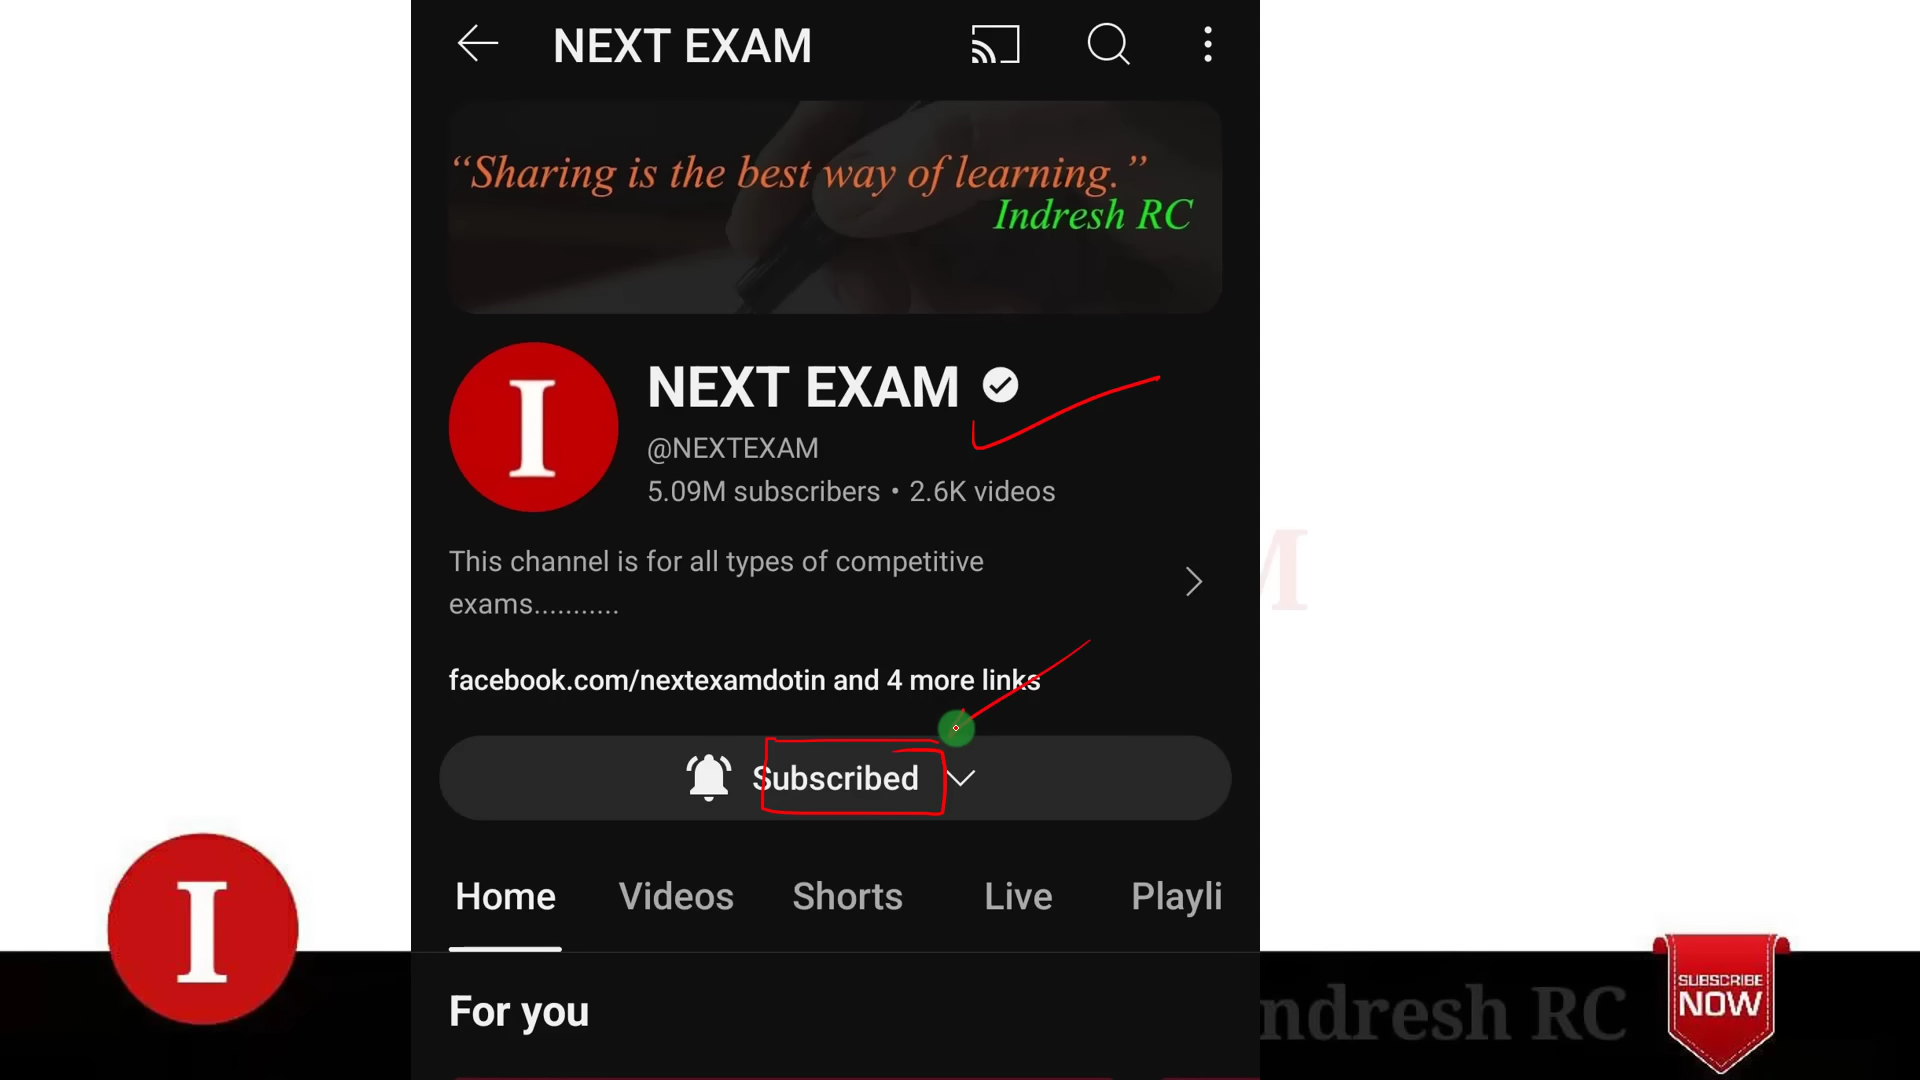 NEXT EXAM
“Sharing is the best way of learning.”
Indresh RC
I
NEXT EXAM
@NEXTEXAM
5.09M subscribers • 2.6K videos
This channel is for all types of competitive
exams...........
facebook.com/nextexamdotin and 4 more links
Subscribed
Home Videos Shorts Live Playli
For you
I
M
ndresh RC
SUBSCRIBE
NOW